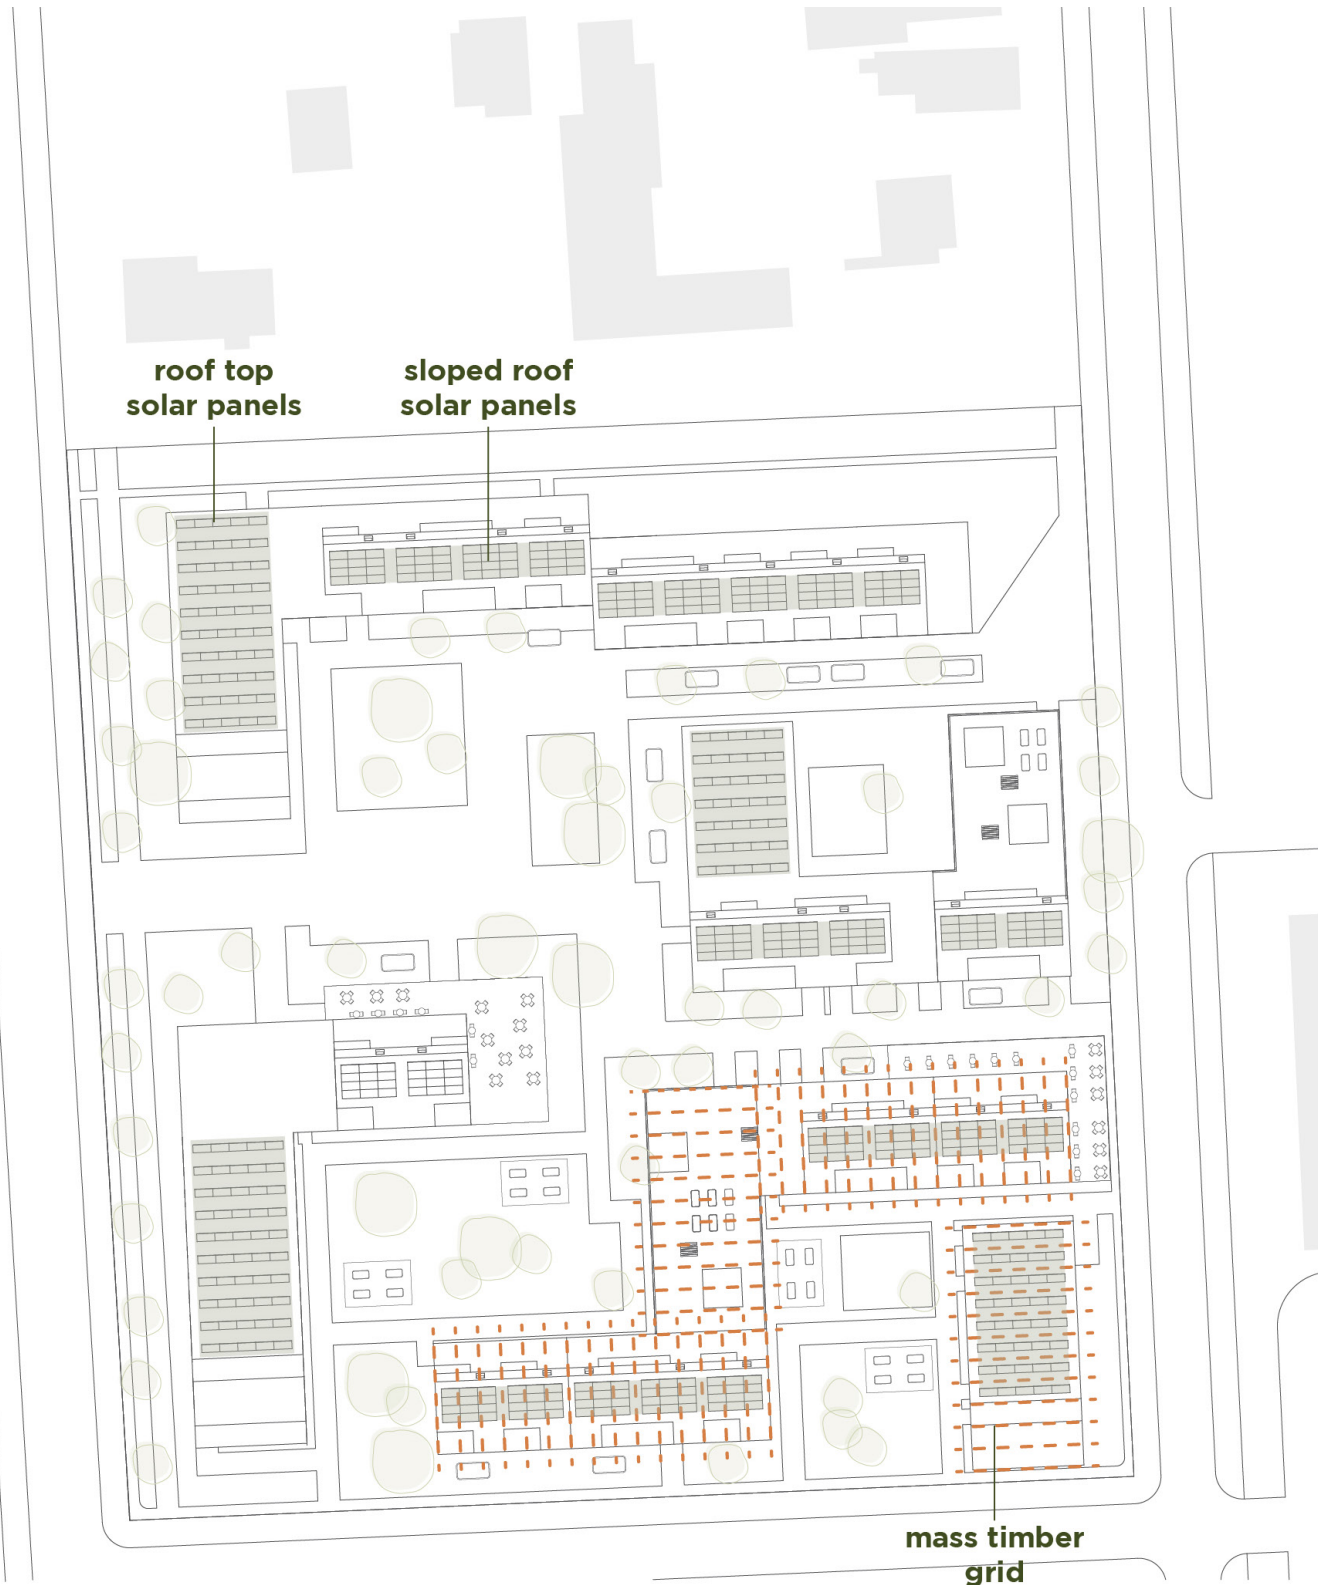 roof top
solar panels
sloped roof
solar panels
mass timber
grid